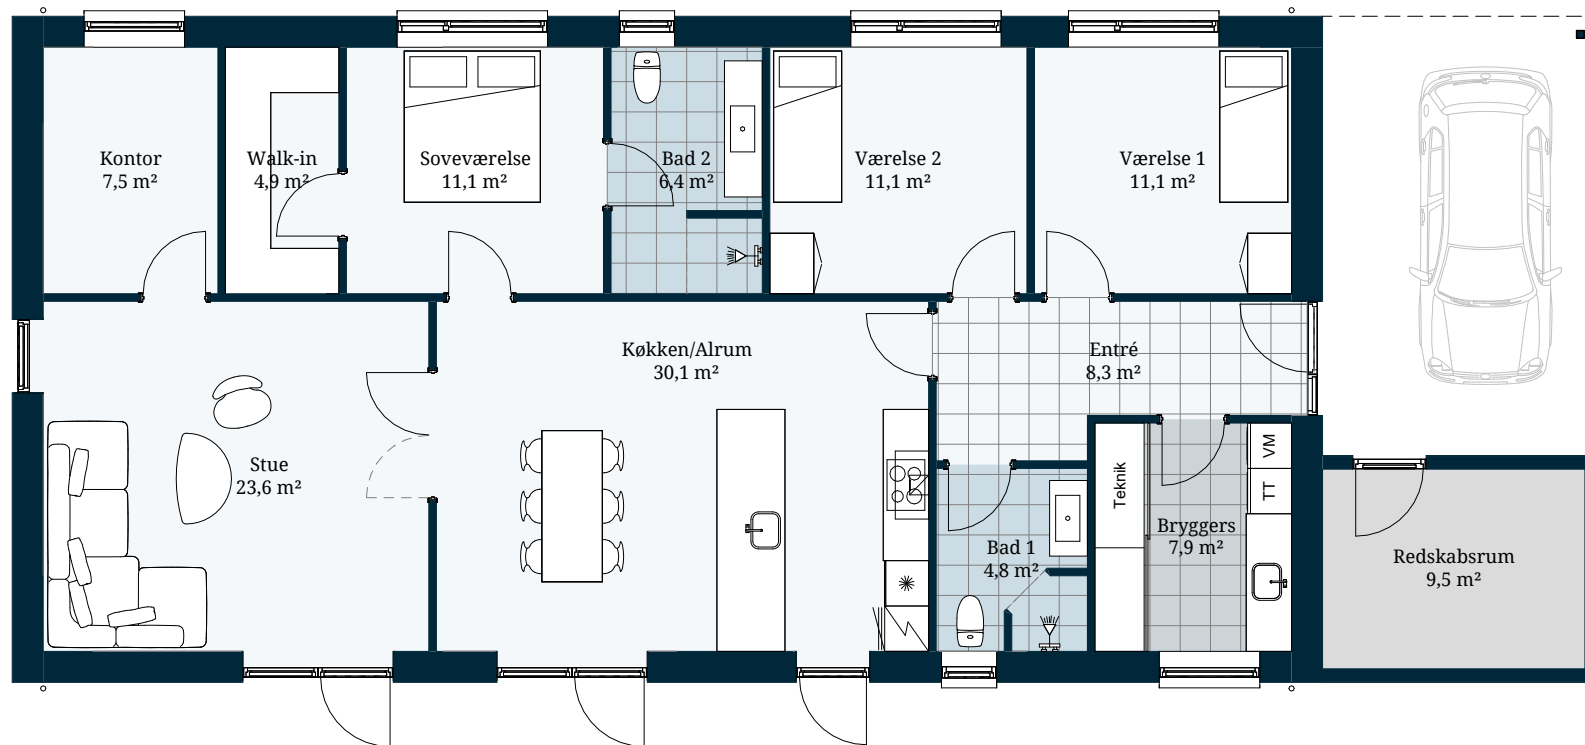 Kontor
7,5 m²
Walk-in
4,9 m²
Soveværelse
11,1 m²
Bad 2
6,4 m²
Værelse 2
11,1 m²
Værelse 1
11,1 m²
Køkken/Alrum
30,1 m²
Entré
8,3 m²
Stue
23,6 m²
Bad 1
4,8 m²
Teknik
Bryggers
7,9 m²
VM
TT
Redskabsrum
9,5 m²